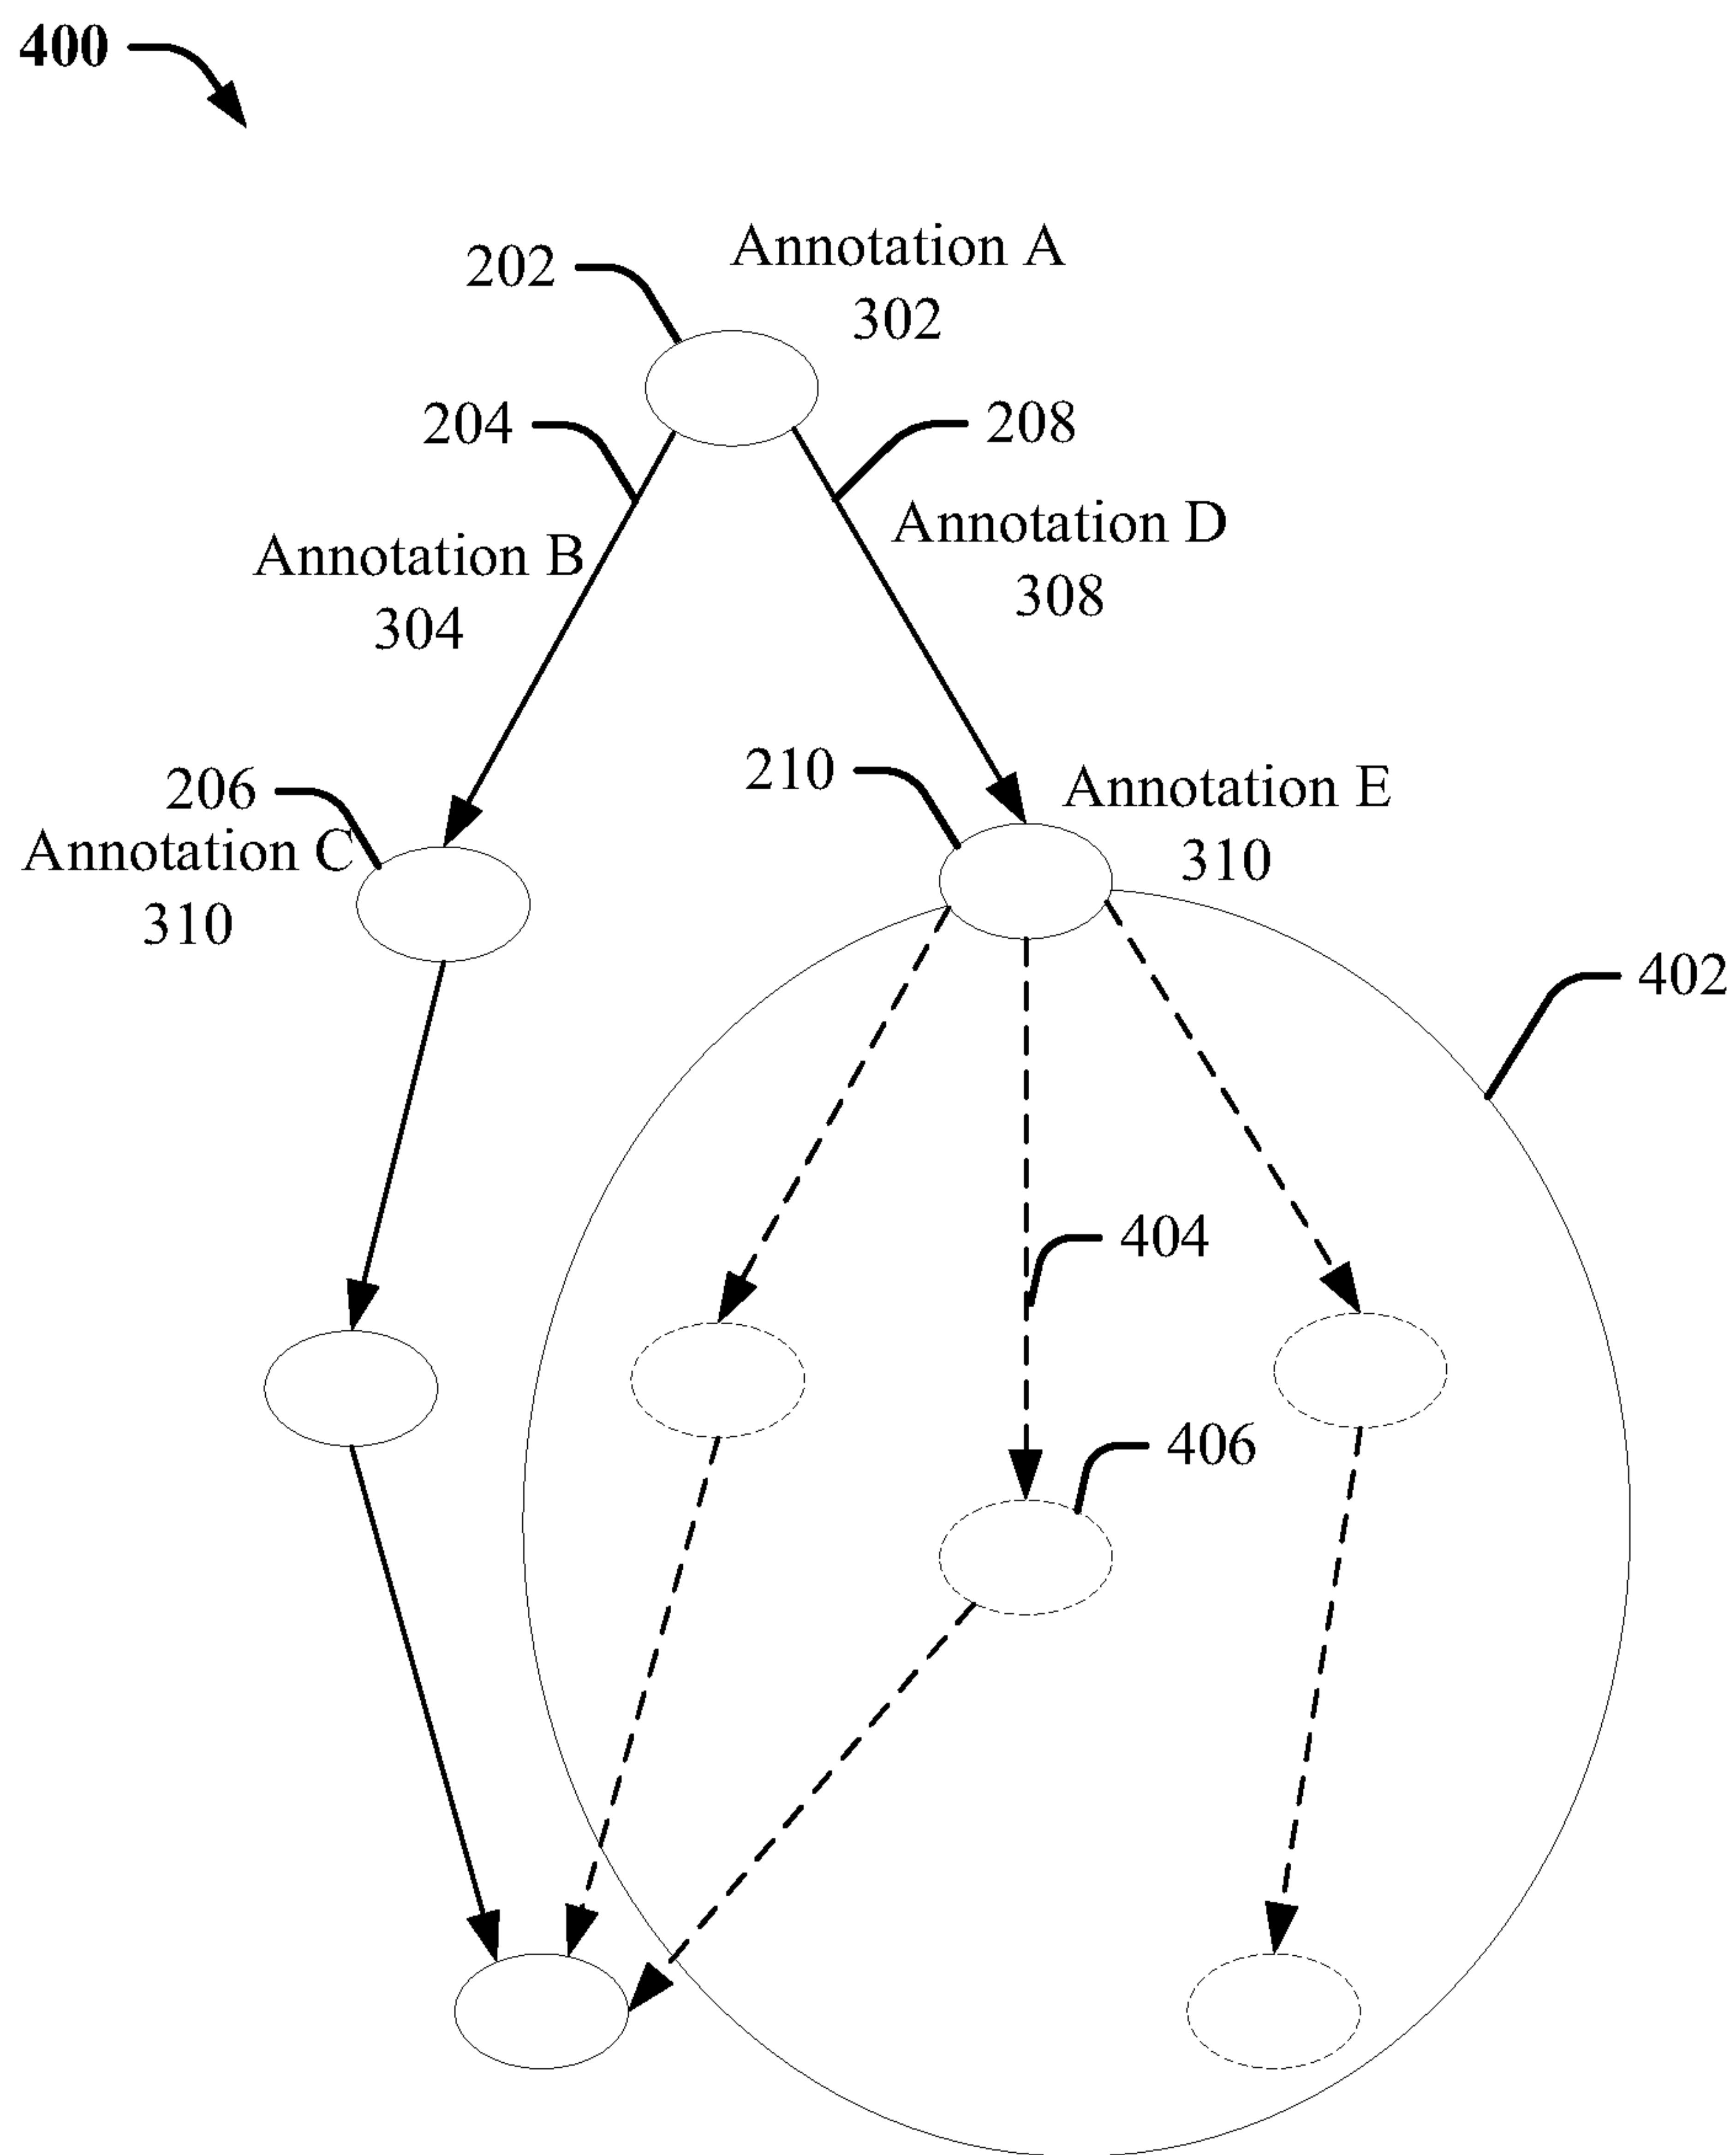 400
202
Annotation A
302
204
208
Annotation D
308
Annotation B
304
210
206
Annotation E
310
Annotation C
310
402
404
406